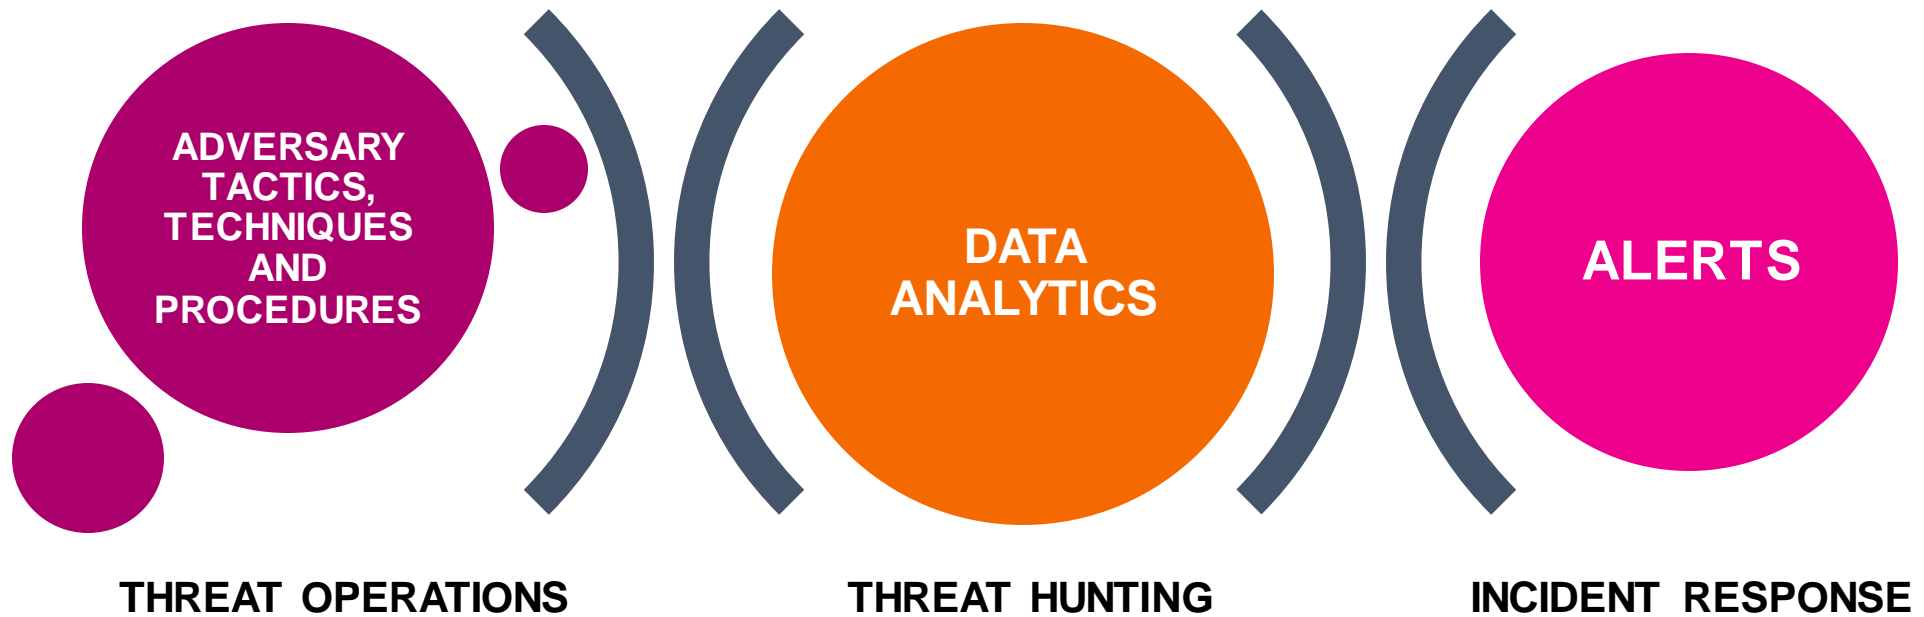 ADVERSARY
TACTICS,
TECHNIQUES
AND
PROCEDURES
DATA
ANALYTICS
ALERTS
THREAT OPERATIONS
THREAT HUNTING
INCIDENT RESPONSE